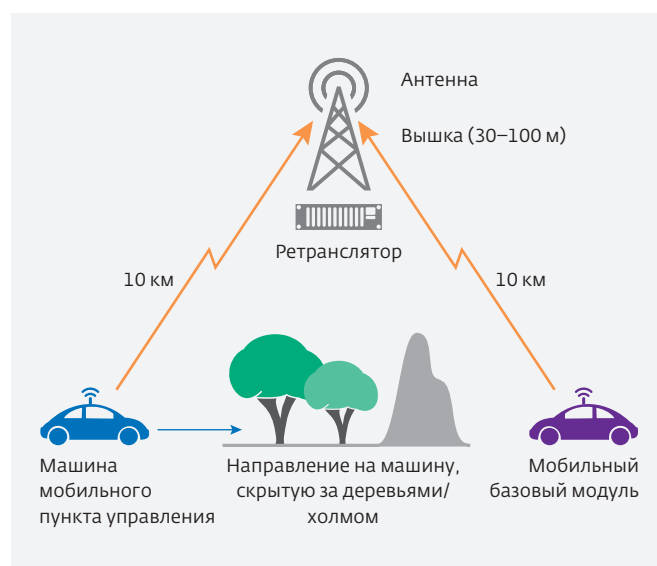 Антенна
Вышка (30–100 м)
Ретранслятор
10 км
10 км
Машина
мобильного
пункта управления
Направление на машину,
скрытую за деревьями/
холмом
Мобильный
базовый модуль